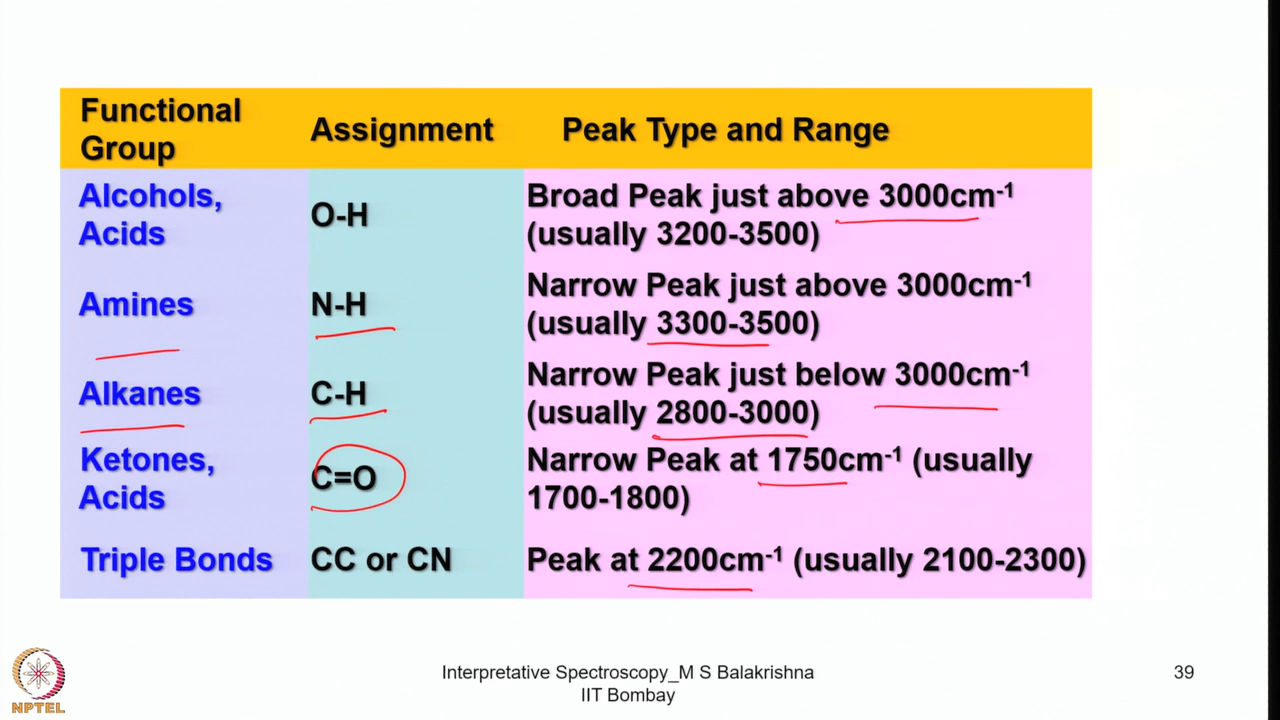 Functional
Group
Assignment
Peak Type and Range
Alcohols,
Acids
O-H
Broad Peak just above 3000cm⁻¹
(usually 3200-3500)
Amines
N-H
Narrow Peak just above 3000cm⁻¹
(usually 3300-3500)
Alkanes
C-H
Narrow Peak just below 3000cm⁻¹
(usually 2800-3000)
Ketones,
Acids
C=O
Narrow Peak at 1750cm⁻¹ (usually
1700-1800)
Triple Bonds
CC or CN
Peak at 2200cm⁻¹ (usually 2100-2300)
NPTEL
Interpretative Spectroscopy_M S Balakrishna
IIT Bombay
39